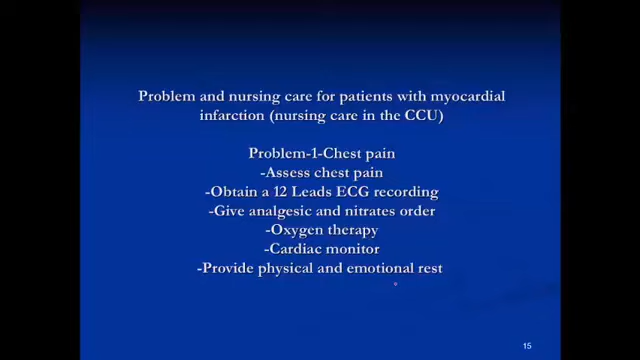 Problem and nursing care for patients with myocardial
infarction (nursing care in the CCU)
Problem-1-Chest pain
-Assess chest pain
-Obtain a 12 Leads ECG recording
-Give analgesic and nitrates order
-Oxygen therapy
-Cardiac monitor
-Provide physical and emotional rest
15